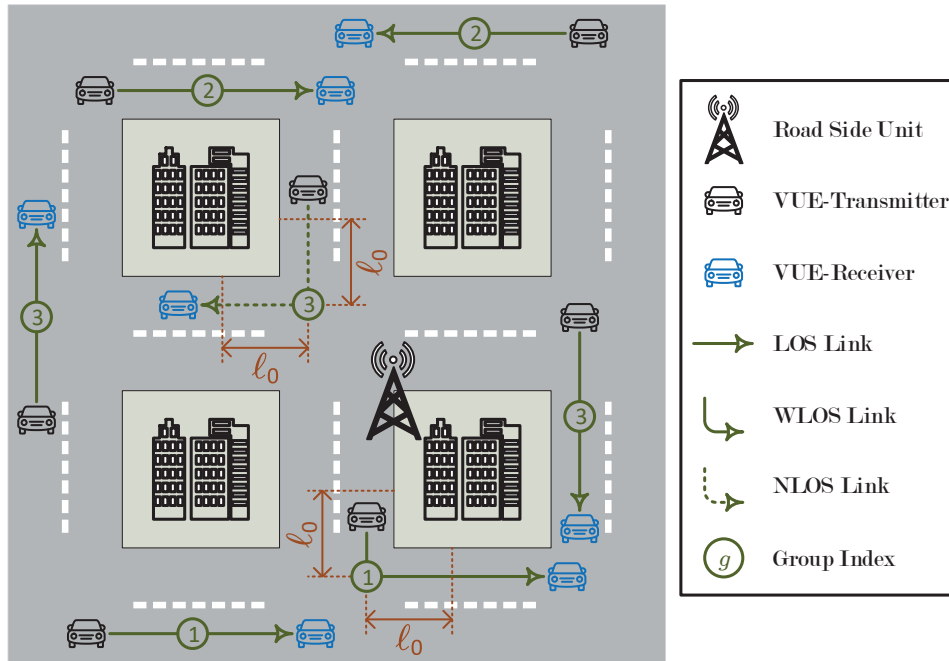 2
2
3
ℓ0
3
ℓ0
3
ℓ0
1
ℓ0
1
Road Side Unit
VUE-Transmitter
VUE-Receiver
LOS Link
WLOS Link
NLOS Link
g Group Index
3